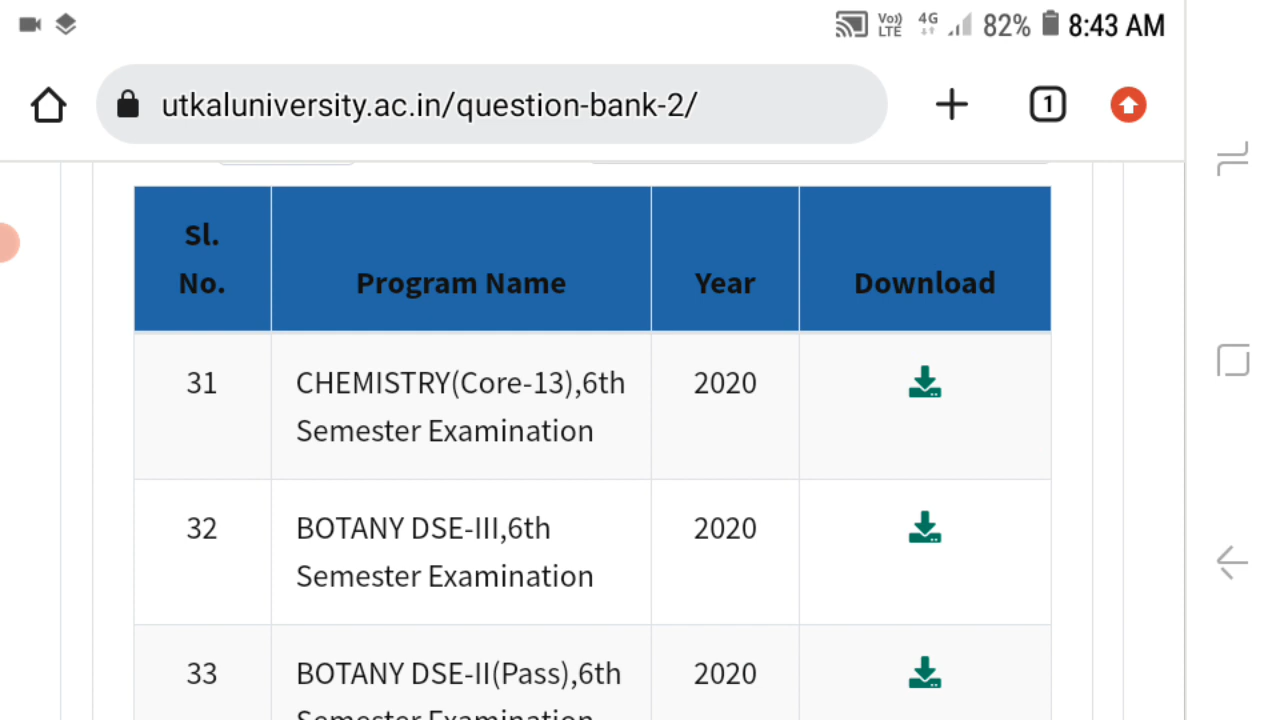 Vo)) LTE 4G 82% 8:43 AM
utkaluniversity.ac.in/question-bank-2/ 1
Sl. No. Program Name Year Download
31 CHEMISTRY(Core-13),6th 2020
Semester Examination
32 BOTANY DSE-III,6th 2020
Semester Examination
33 BOTANY DSE-II(Pass),6th 2020
Semester Examination